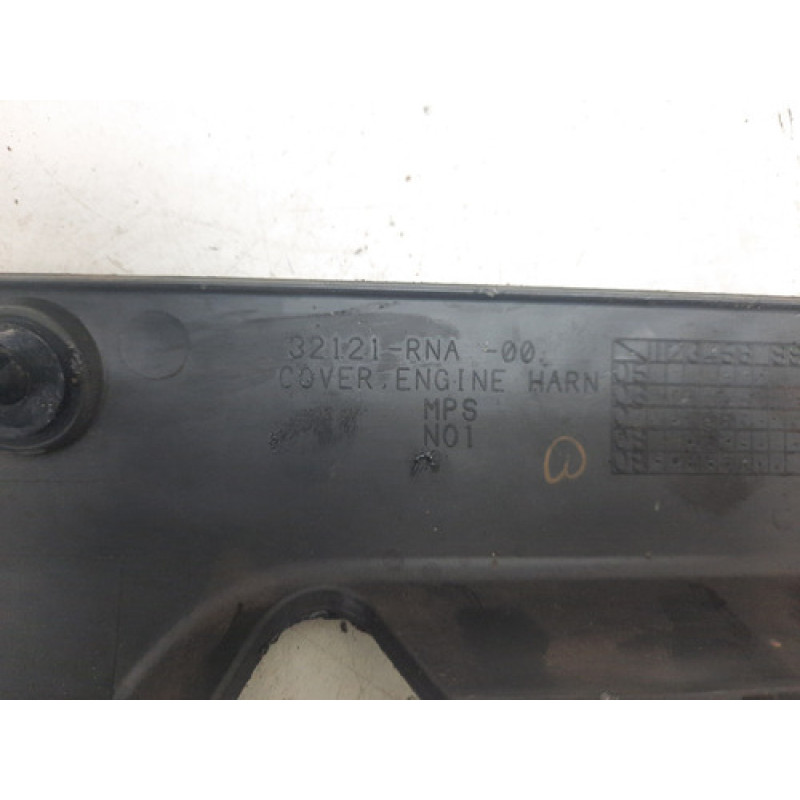 32121-RNA -00
COVER,ENGINE HARN
MPS
N01